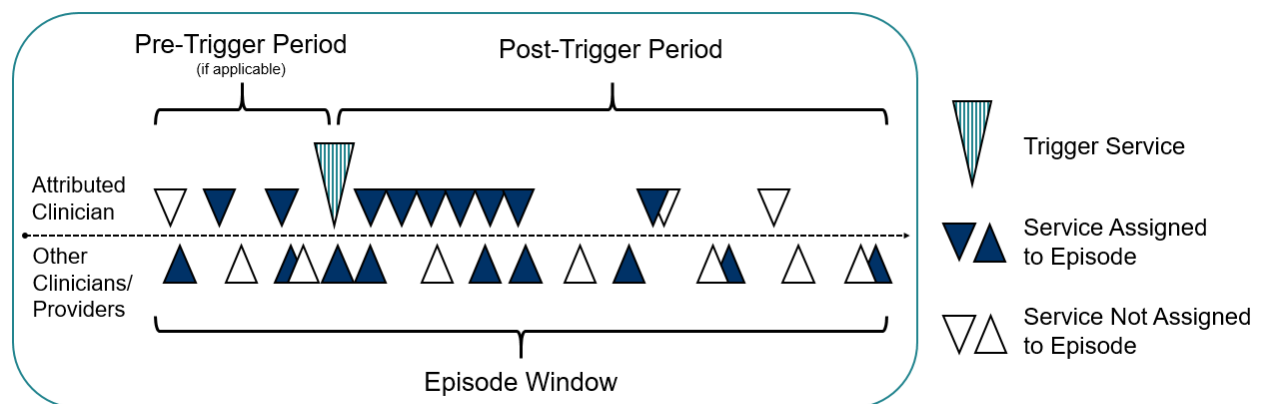 Pre-Trigger Period
(if applicable)
Post-Trigger Period
Attributed
Clinician
Other
Clinicians/
Providers
Episode Window
Trigger Service
Service Assigned
to Episode
Service Not Assigned
to Episode